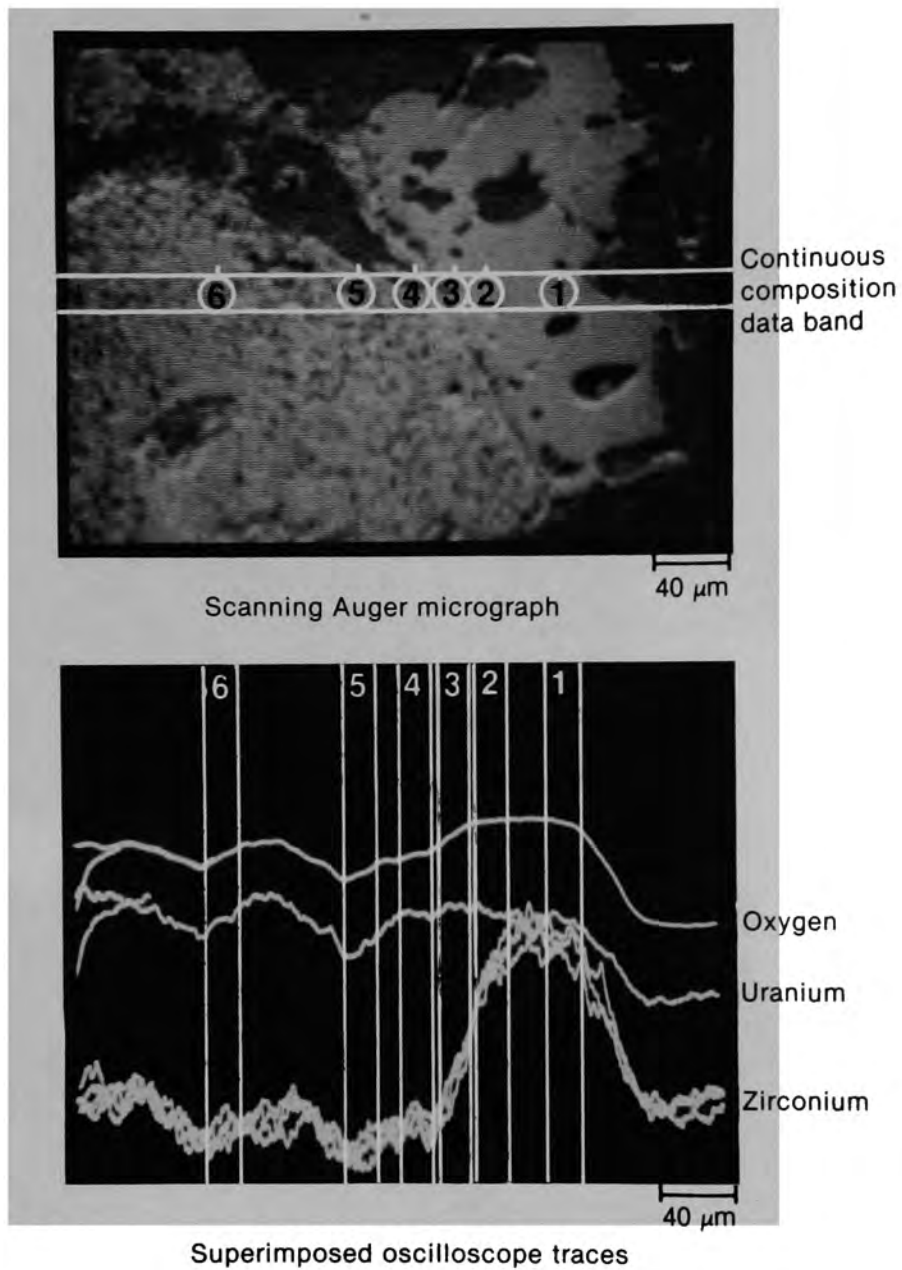 Continuous
composition
data band
6 5 4 3 2 1
40 μm
Scanning Auger micrograph
6 5 4 3 2 1
Oxygen
Uranium
Zirconium
40 μm
Superimposed oscilloscope traces